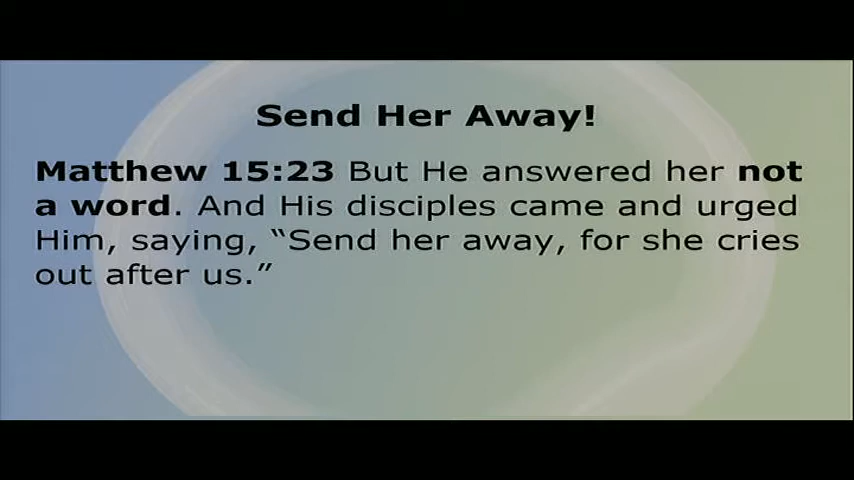 Send Her Away!
Matthew 15:23 But He answered her not
a word. And His disciples came and urged
Him, saying, “Send her away, for she cries
out after us.”